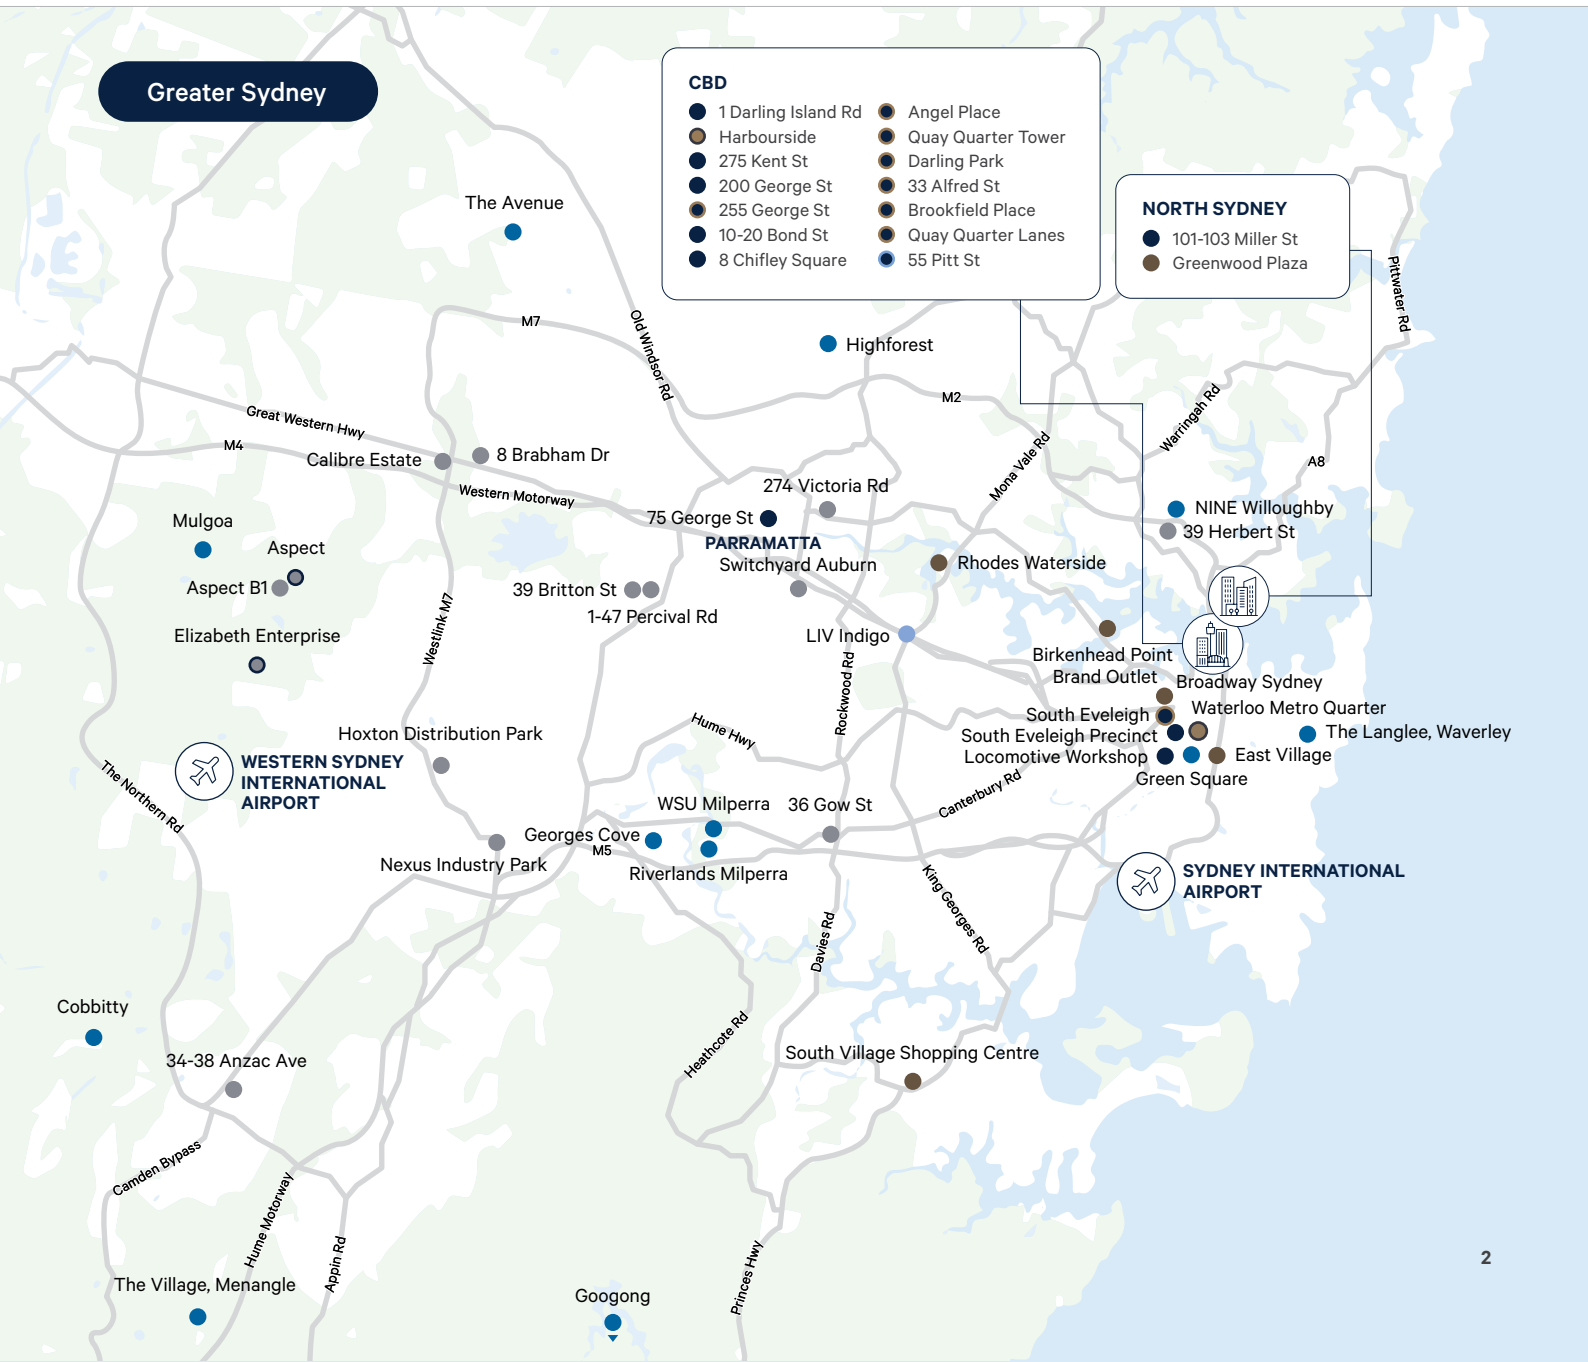 Greater Sydney
CBD
1 Darling Island Rd
Harbourside
275 Kent St
200 George St
255 George St
10-20 Bond St
8 Chifley Square
Angel Place
Quay Quarter Tower
Darling Park
33 Alfred St
Brookfield Place
Quay Quarter Lanes
55 Pitt St
NORTH SYDNEY
101-103 Miller St
Greenwood Plaza
The Avenue
Pittwater Rd
M7
Old Windsor Rd
Highforest
M2
Great Western Hwy
M4
Calibre Estate
8 Brabham Dr
Western Motorway
Mona Vale Rd
Warringah Rd
A8
274 Victoria Rd
75 George St
PARRAMATTA
Switchyard Auburn
NINE Willoughby
39 Herbert St
Mulgoa
Aspect
Aspect B1
Rhodes Waterside
39 Britton St
1-47 Percival Rd
Elizabeth Enterprise
Westlink M7
LIV Indigo
Rockwood Rd
Birkenhead Point
Brand Outlet
Broadway Sydney
South Eveleigh
Waterloo Metro Quarter
South Eveleigh Precinct
The Langlee, Waverley
Locomotive Workshop
East Village
Green Square
Hume Hwy
Hoxton Distribution Park
WESTERN SYDNEY
INTERNATIONAL
AIRPORT
The Northern Rd
Canterbury Rd
WSU Milperra
36 Gow St
Georges Cove
M5
Nexus Industry Park
Riverlands Milperra
SYDNEY INTERNATIONAL
AIRPORT
King Georges Rd
Davies Rd
Cobbitty
Heathcote Rd
34-38 Anzac Ave
South Village Shopping Centre
Camden Bypass
Hume Motorway
Appin Rd
Princes Hwy
The Village, Menangle
Googong
2